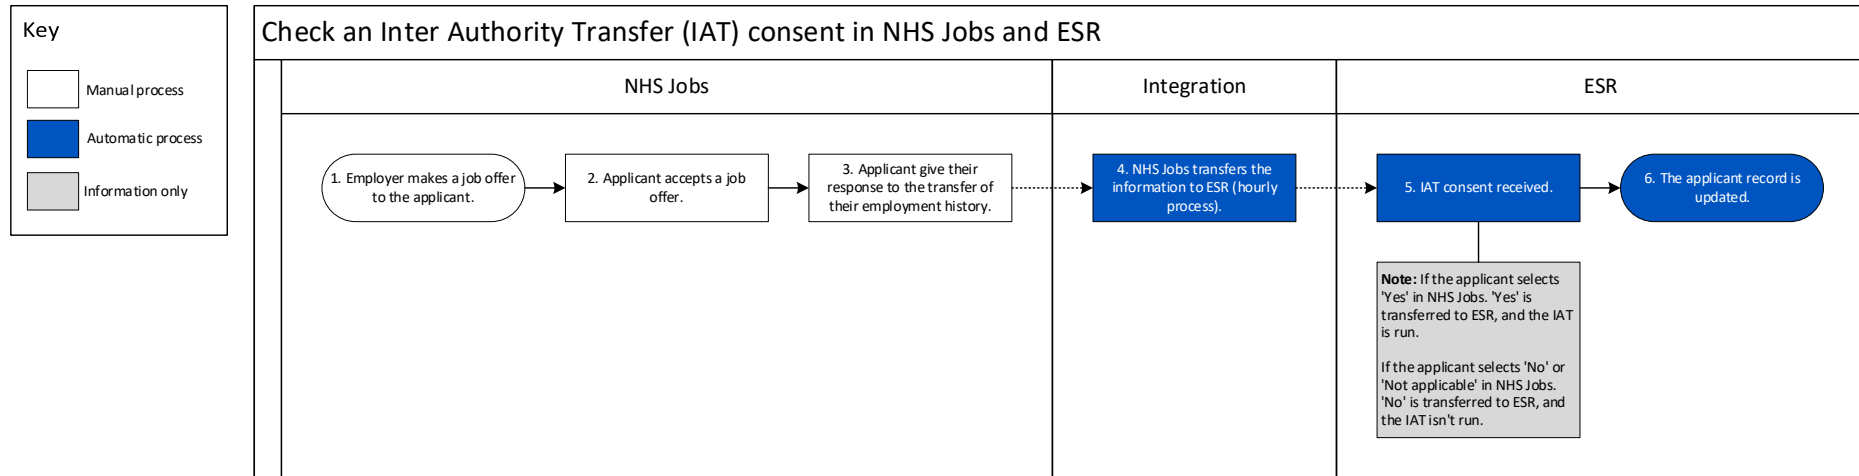 Key
Manual process
Automatic process
Information only
Check an Inter Authority Transfer (IAT) consent in NHS Jobs and ESR
NHS Jobs
Integration
ESR
1. Employer makes a job offer
to the applicant.
2. Applicant accepts a job
offer.
3. Applicant give their
response to the transfer of
their employment history.
4. NHS Jobs transfers the
information to ESR (hourly
process).
5. IAT consent received.
6. The applicant record is
updated.
Note: If the applicant selects
'Yes' in NHS Jobs. 'Yes' is
transferred to ESR, and the IAT
is run.
If the applicant selects 'No' or
'Not applicable' in NHS Jobs.
'No' is transferred to ESR, and
the IAT isn't run.